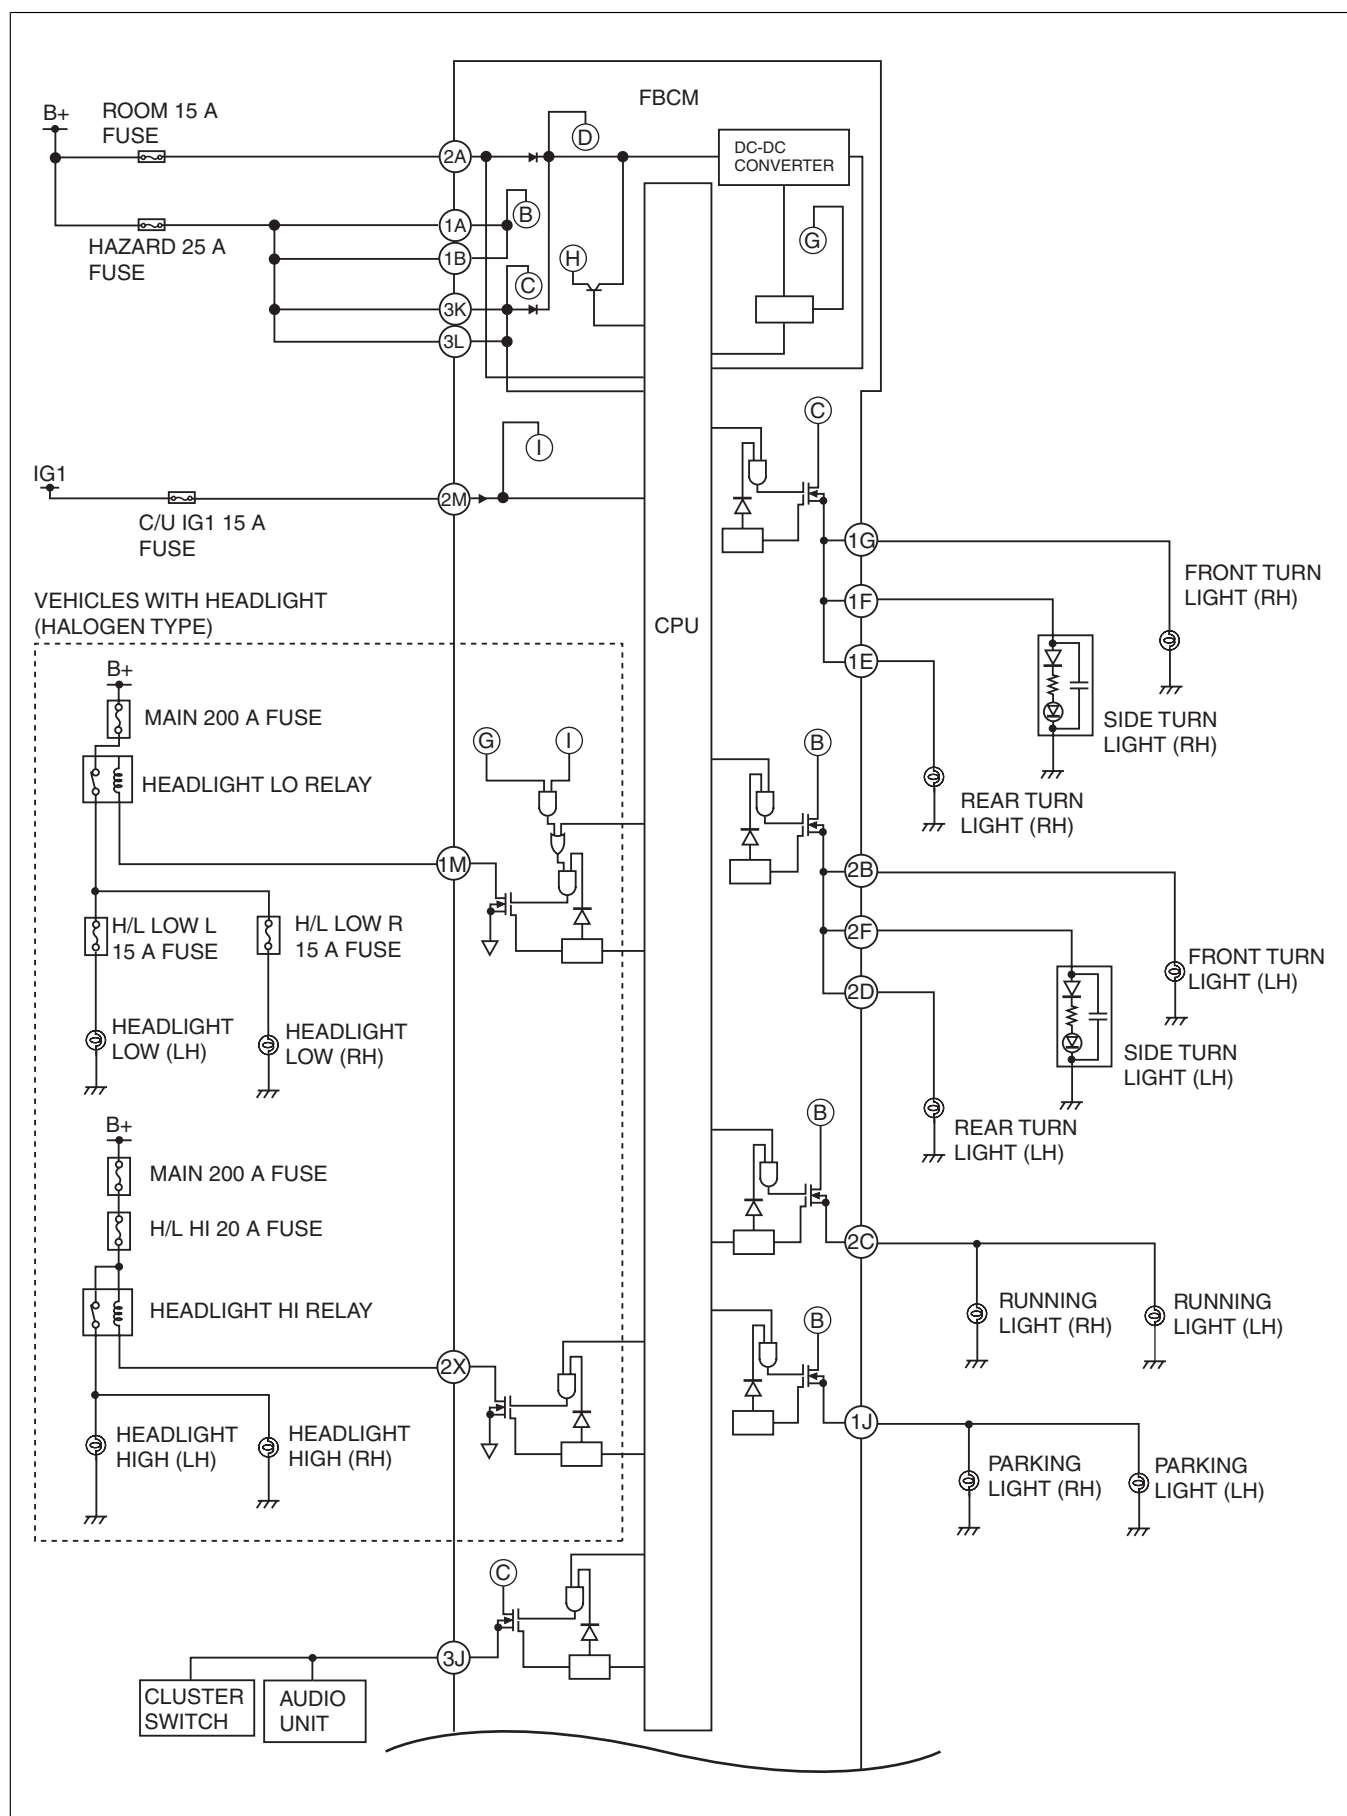 FBCM
B+
ROOM 15 A
FUSE
D
DC-DC
CONVERTER
2A
B
1A
G
HAZARD 25 A
FUSE
1B
H
C
3K
3L
C
I
IG1
2M
C/U IG1 15 A
FUSE
1G
FRONT TURN
LIGHT (RH)
VEHICLES WITH HEADLIGHT
(HALOGEN TYPE)
1F
CPU
1E
B+
MAIN 200 A FUSE
SIDE TURN
LIGHT (RH)
G
I
B
HEADLIGHT LO RELAY
REAR TURN
LIGHT (RH)
1M
2B
H/L LOW L
15 A FUSE
H/L LOW R
15 A FUSE
2F
FRONT TURN
LIGHT (LH)
2D
HEADLIGHT
LOW (LH)
HEADLIGHT
LOW (RH)
SIDE TURN
LIGHT (LH)
B
B+
REAR TURN
LIGHT (LH)
MAIN 200 A FUSE
H/L HI 20 A FUSE
2C
HEADLIGHT HI RELAY
RUNNING
LIGHT (RH)
RUNNING
LIGHT (LH)
B
2X
1J
HEADLIGHT
HIGH (LH)
HEADLIGHT
HIGH (RH)
PARKING
LIGHT (RH)
PARKING
LIGHT (LH)
C
3J
CLUSTER
SWITCH
AUDIO
UNIT